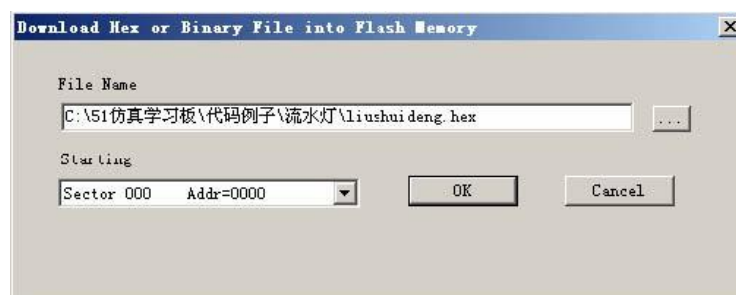 Download Hex or Binary File into Flash Memory
File Name
C:\51仿真学习板\代码例子\流水灯\liushuideng.hex
...
Starting
Sector 000 Addr=0000
OK
Cancel